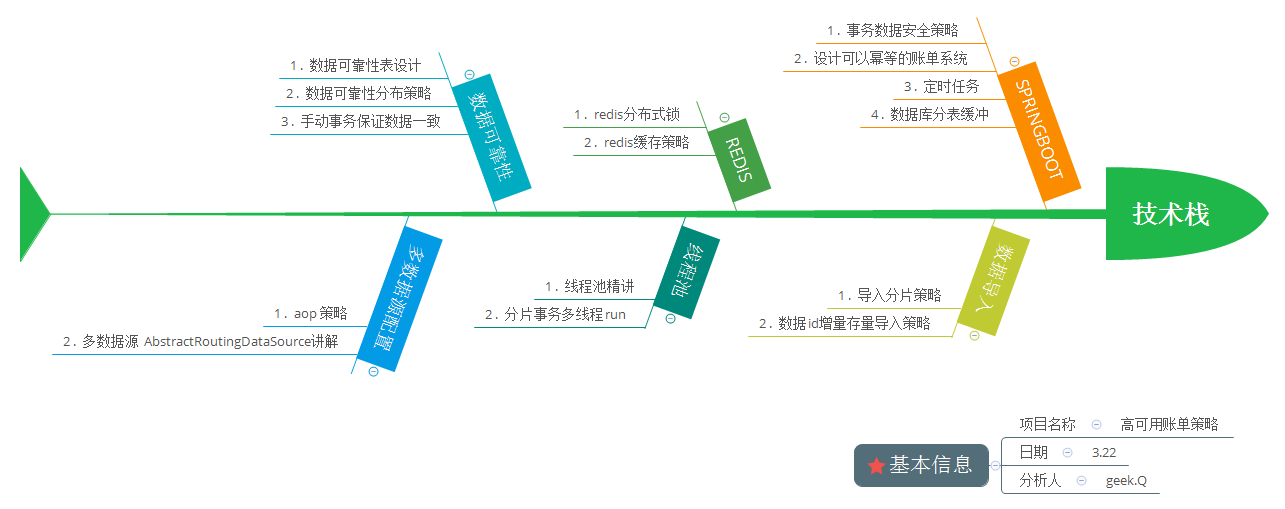 1. 数据可靠性表设计
2. 数据可靠性分布策略
3. 手动事务保证数据一致
数据可靠性
1. redis分布式锁
2. redis缓存策略
REDIS
1. 事务数据安全策略
2. 设计可以幂等的账单系统
3. 定时任务
4. 数据库分表缓冲
SPRINGBOOT
技术栈
多数据源配置
1. aop 策略
2. 多数据源 AbstractRoutingDataSource讲解
线程池
1. 线程池精讲
2. 分片事务多线程run
数据导入
1. 导入分片策略
2. 数据id增量存量导入策略
基本信息
项目名称 高可用账单策略
日期 3.22
分析人 geek.Q